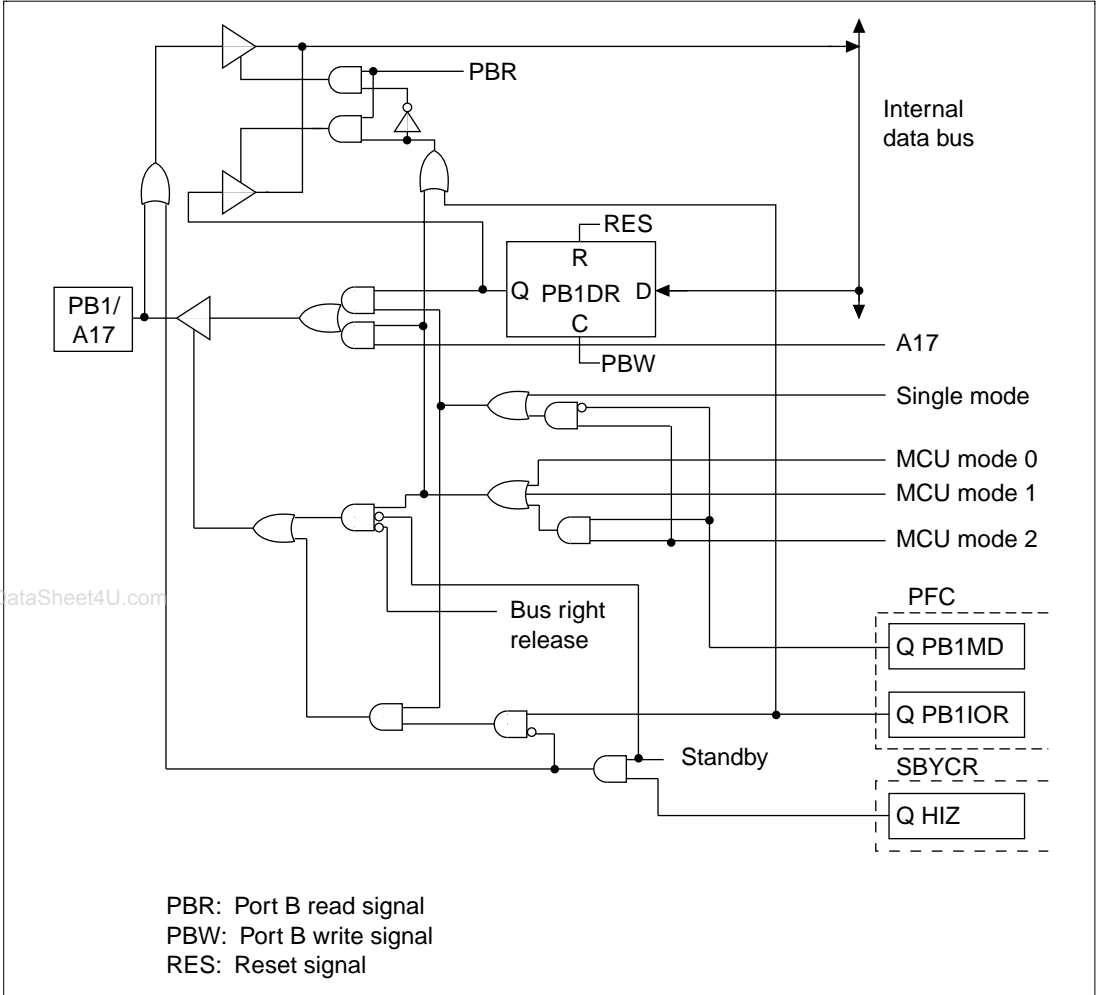 PBR
Internal
data bus
RES
R
Q PB1DR D
C
PBW
PB1/
A17
A17
Single mode
MCU mode 0
MCU mode 1
MCU mode 2
Bus right
release
PFC
Q PB1MD
Q PB1IOR
Standby
SBYCR
Q HIZ
PBR: Port B read signal
PBW: Port B write signal
RES: Reset signal
ataSheet4U.com